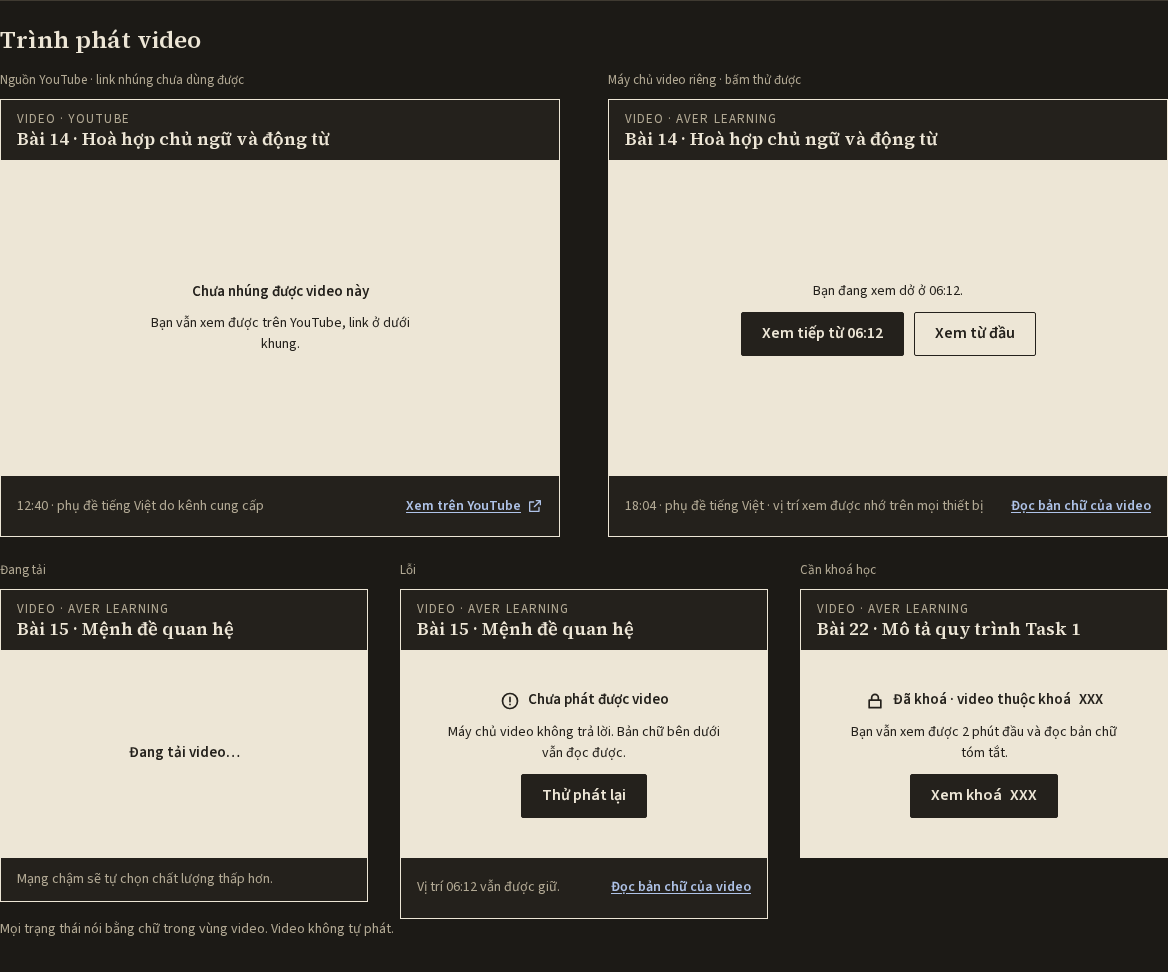 Trình phát video
Nguồn YouTube · link nhúng chưa dùng được
VIDEO · YOUTUBE
Bài 14 · Hoà hợp chủ ngữ và động từ
Chưa nhúng được video này
Bạn vẫn xem được trên YouTube, link ở dưới
khung.
12:40 · phụ đề tiếng Việt do kênh cung cấp
Xem trên YouTube
Máy chủ video riêng · bấm thử được
VIDEO · AVER LEARNING
Bài 14 · Hoà hợp chủ ngữ và động từ
Bạn đang xem dở ở 06:12.
Xem tiếp từ 06:12
Xem từ đầu
18:04 · phụ đề tiếng Việt · vị trí xem được nhớ trên mọi thiết bị
Đọc bản chữ của video
Đang tải
VIDEO · AVER LEARNING
Bài 15 · Mệnh đề quan hệ
Đang tải video…
Mạng chậm sẽ tự chọn chất lượng thấp hơn.
Lỗi
VIDEO · AVER LEARNING
Bài 15 · Mệnh đề quan hệ
Chưa phát được video
Máy chủ video không trả lời. Bản chữ bên dưới
vẫn đọc được.
Thử phát lại
Vị trí 06:12 vẫn được giữ.
Đọc bản chữ của video
Cần khoá học
VIDEO · AVER LEARNING
Bài 22 · Mô tả quy trình Task 1
Đã khoá · video thuộc khoá XXX
Bạn vẫn xem được 2 phút đầu và đọc bản chữ
tóm tắt.
Xem khoá XXX
Mọi trạng thái nói bằng chữ trong vùng video. Video không tự phát.